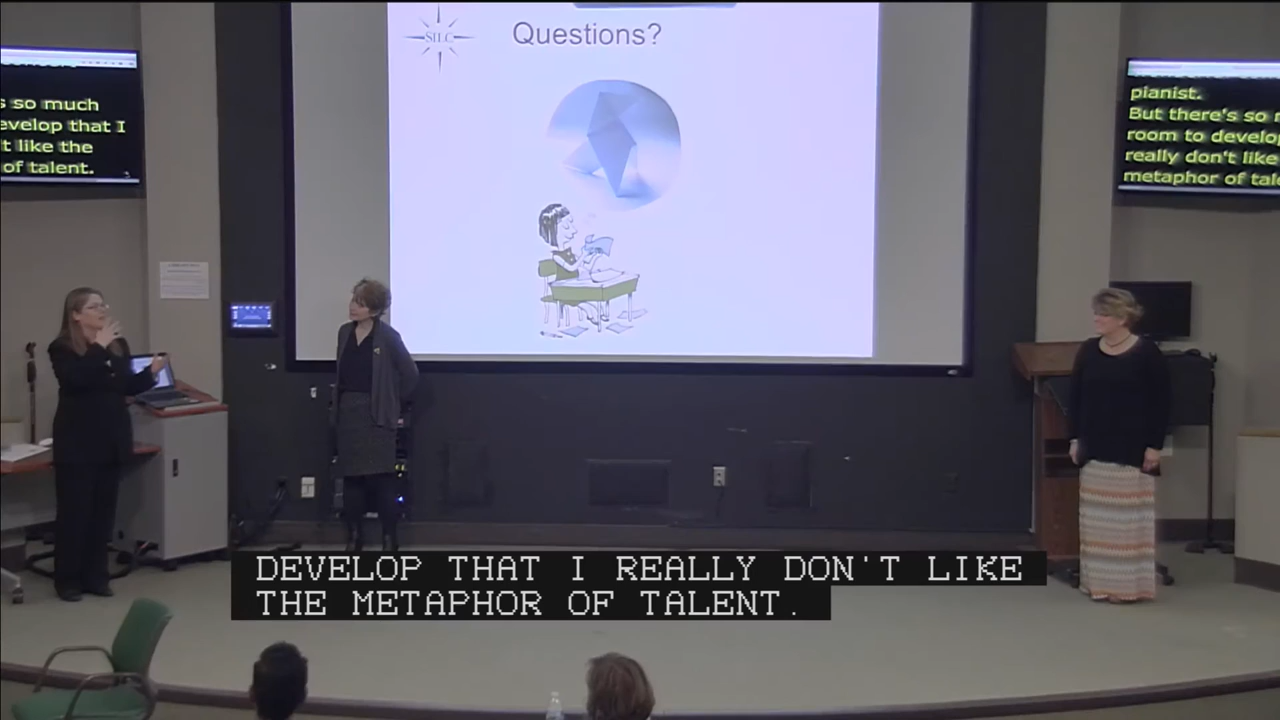 SILC
Questions?
s so much
evelop that I
t like the
of talent.
pianist.
But there's so
room to develop
really don't like
metaphor of tale
DEVELOP THAT I REALLY DON'T LIKE
THE METAPHOR OF TALENT.